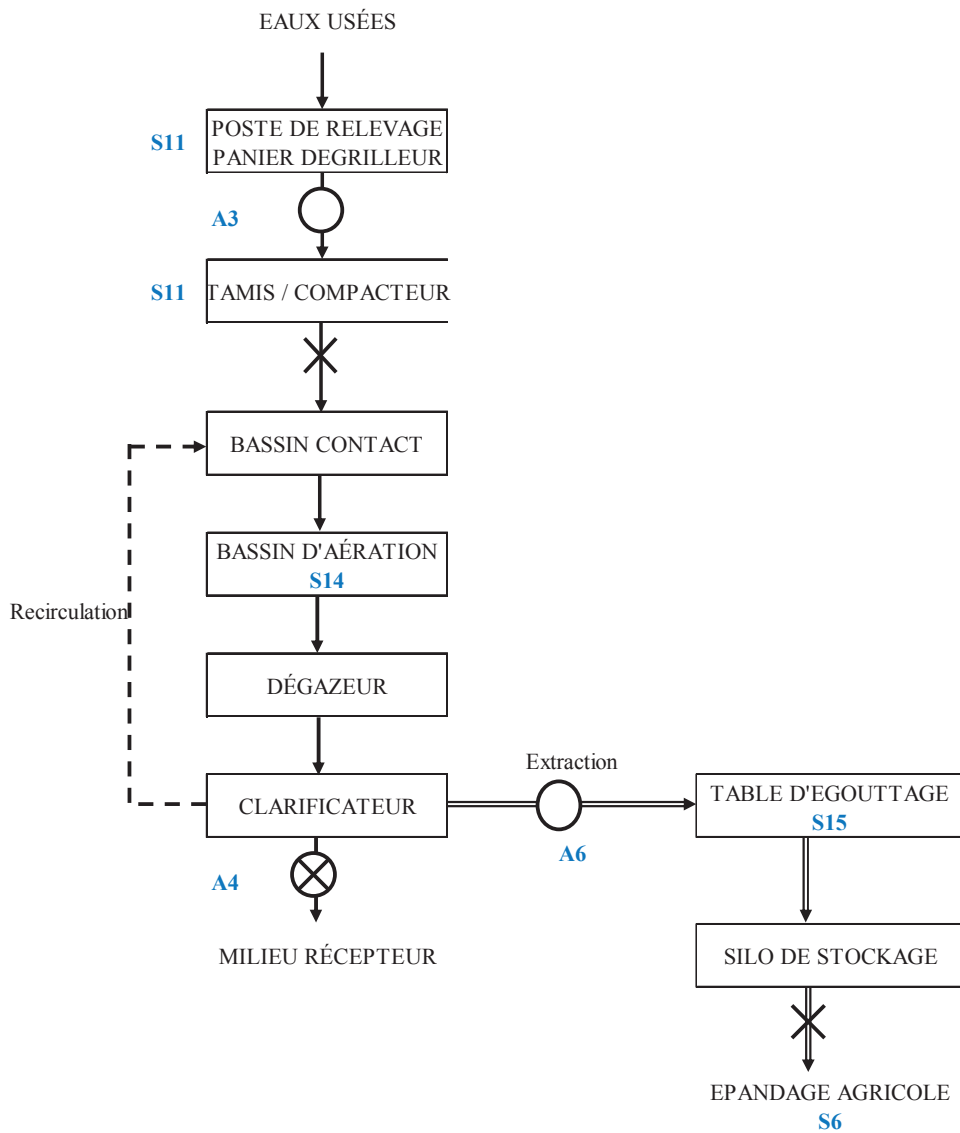 EAUX USÉES
S11
POSTE DE RELEVAGE
PANIER DEGRILLEUR
A3
S11
TAMIS / COMPACTEUR
BASSIN CONTACT
BASSIN D'AÉRATION
S14
Recirculation
DÉGAZEUR
CLARIFICATEUR
Extraction
A6
TABLE D'EGOUTTAGE
S15
A4
MILIEU RÉCEPTEUR
SILO DE STOCKAGE
EPANDAGE AGRICOLE
S6